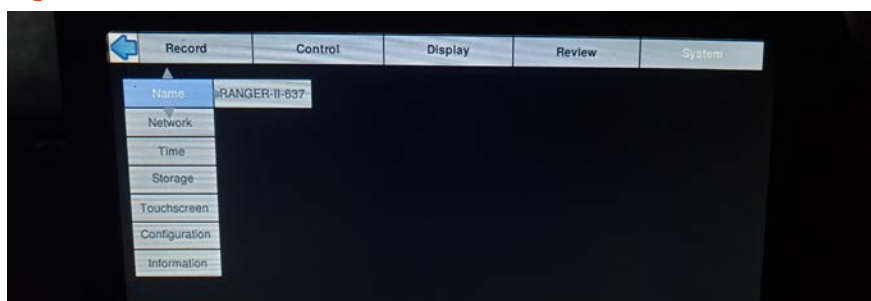 Record Control Display Review System
Name RANGER-II-637
Network
Time
Storage
Touchscreen
Configuration
Information